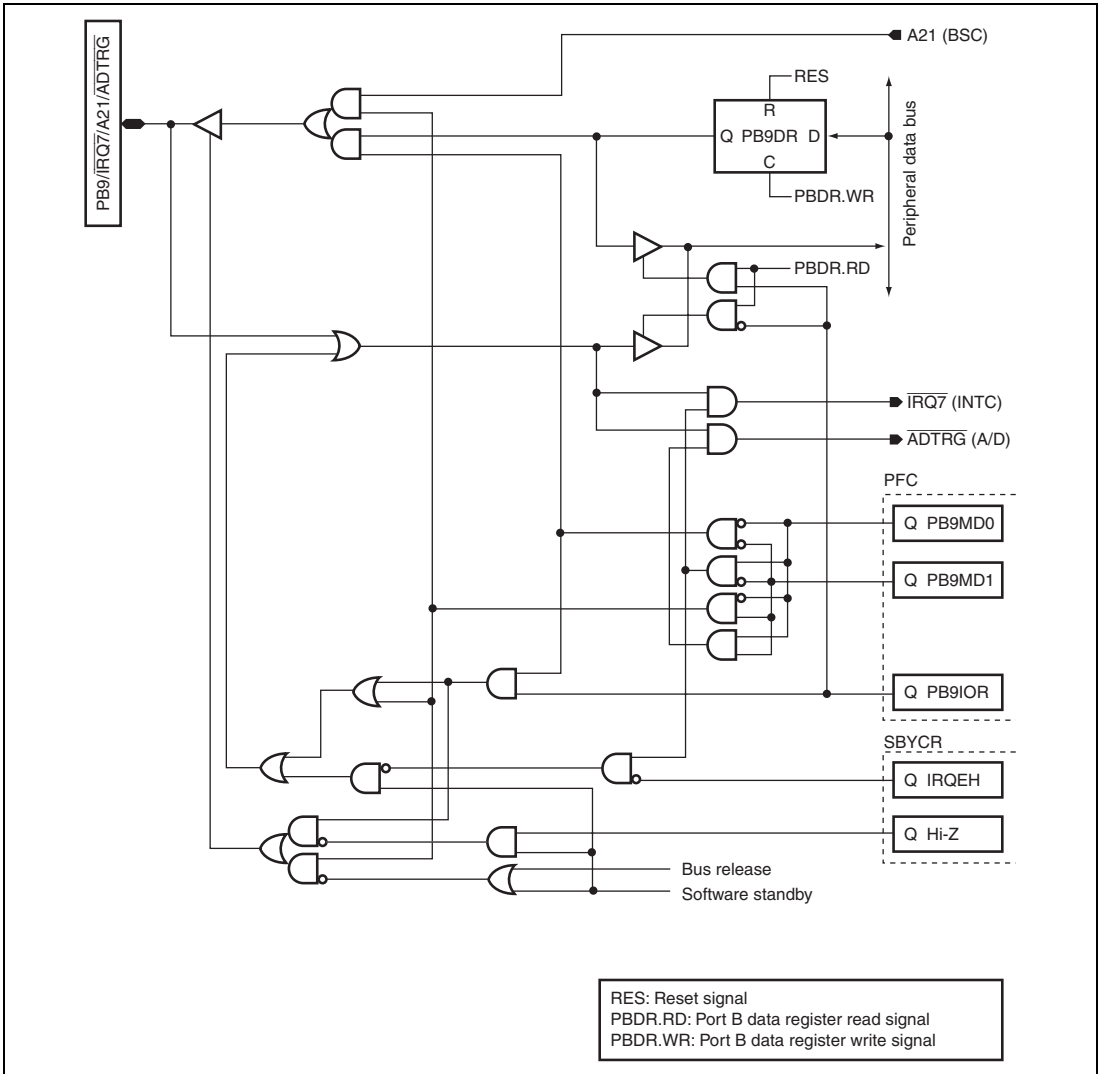 PB9/IRQ7/A21/ADTRG
A21 (BSC)
RES
R
Q PB9DR D
C
PBDR.WR
Peripheral data bus
PBDR.RD
IRQ7 (INTC)
ADTRG (A/D)
PFC
Q PB9MD0
Q PB9MD1
Q PB9IOR
SBYCR
Q IRQEH
Q Hi-Z
Bus release
Software standby
RES: Reset signal
PBDR.RD: Port B data register read signal
PBDR.WR: Port B data register write signal